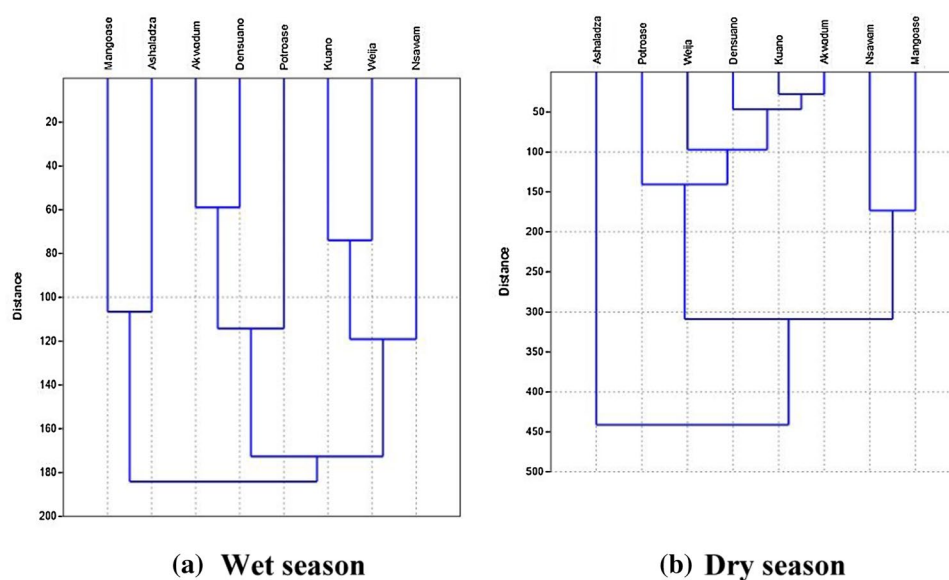 Mangoase
Ashaladza
Akwadum
Densuano
Potroase
Kuano
Weija
Nsawam
20
40
60
80
100
120
140
160
180
200
Distance
(a) Wet season
Ashaladza
Potroase
Weija
Densuano
Kuano
Akwadum
Nsawam
Mangoase
50
100
150
200
250
300
350
400
450
500
Distance
(b) Dry season